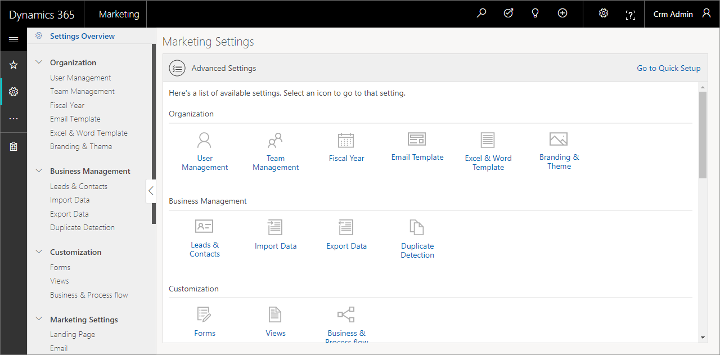 Dynamics 365 Marketing Crm Admin
Settings Overview
Organization
User Management
Team Management
Fiscal Year
Email Template
Excel & Word Template
Branding & Theme
Business Management
Leads & Contacts
Import Data
Export Data
Duplicate Detection
Customization
Forms
Views
Business & Process flow
Marketing Settings
Landing Page
Email
Marketing Settings
Advanced Settings Go to Quick Setup
Here's a list of available settings. Select an icon to go to that setting.
Organization
User
Management
Team
Management
Fiscal Year
Email Template
Excel & Word
Template
Branding &
Theme
Business Management
Leads &
Contacts
Import Data
Export Data
Duplicate
Detection
Customization
Forms
Views
Business &
Process flow